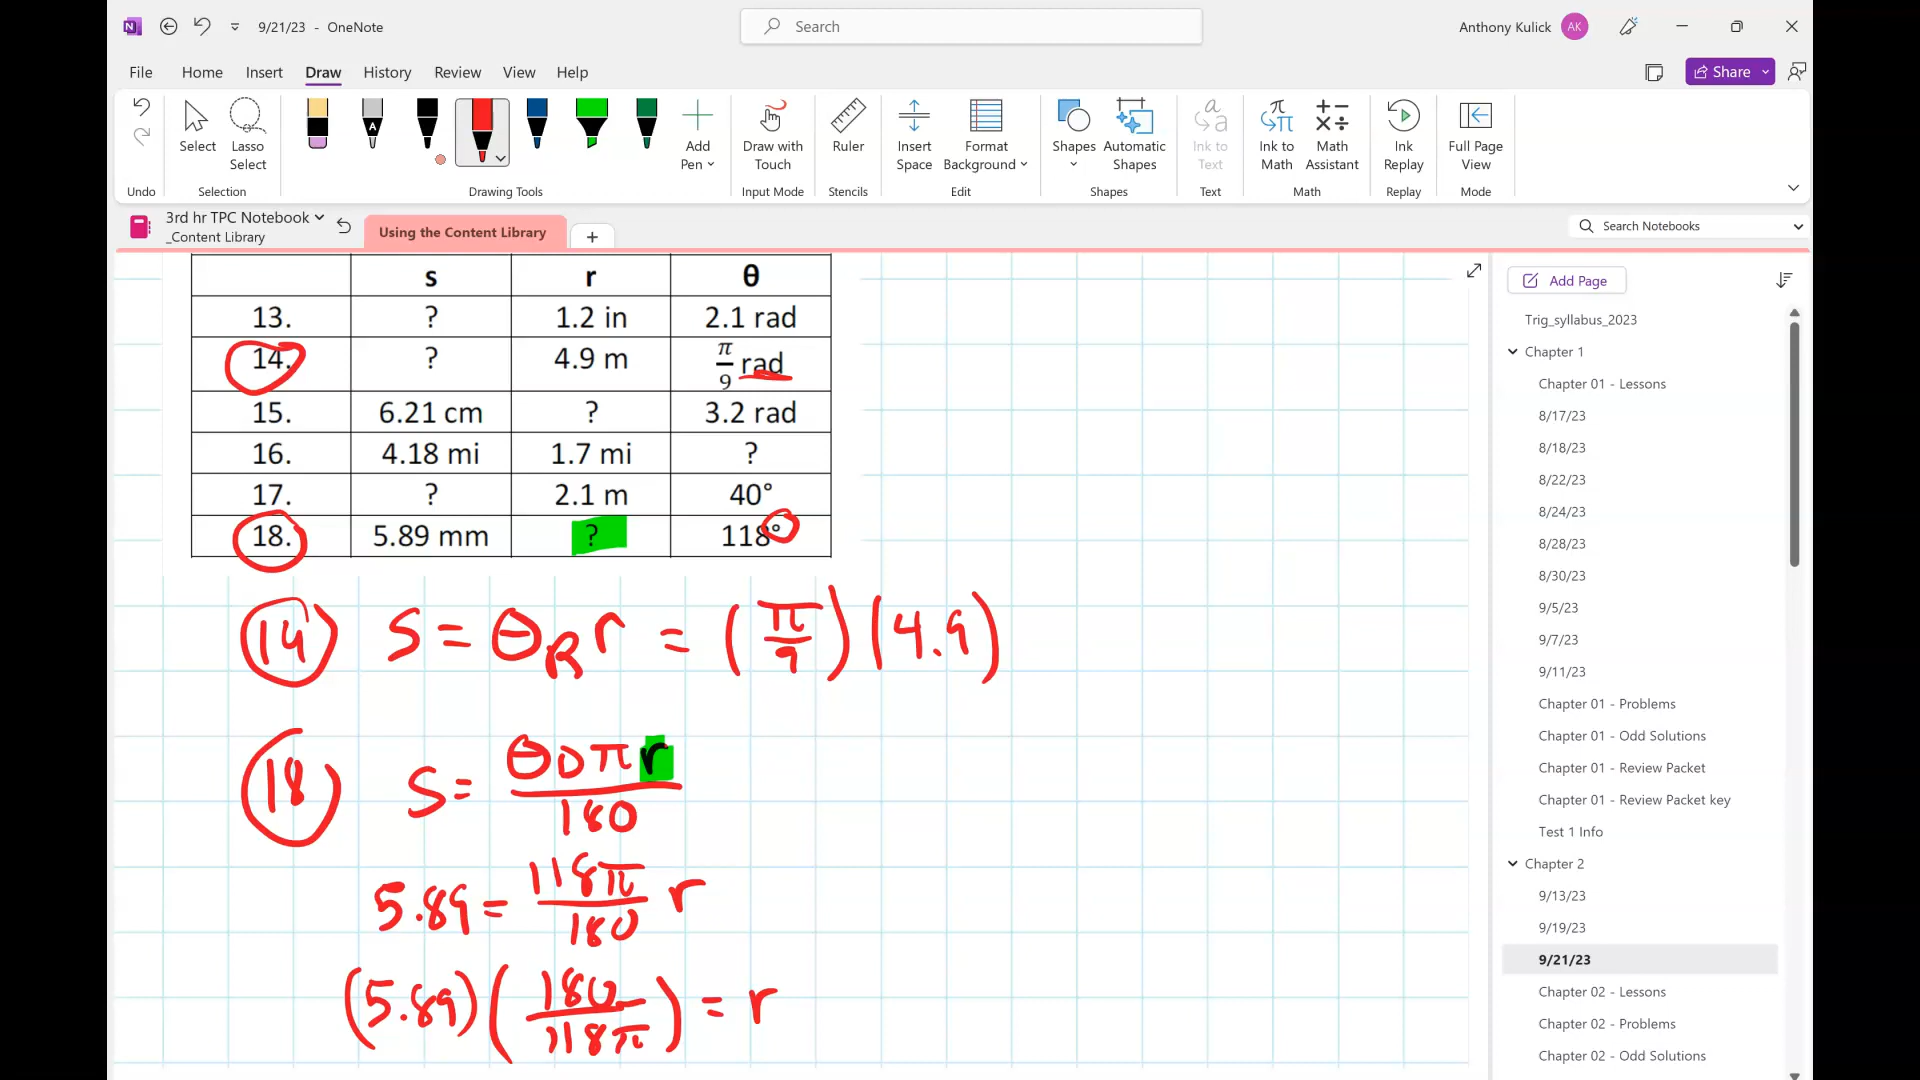 9/21/23 - OneNote
Search
Anthony Kulick AK
File Home Insert Draw History Review View Help
Share
Select
Lasso Select
A
Add Pen
Draw with Touch
Ruler
Insert Space
Format Background
Shapes
Automatic Shapes
Ink to Text
Ink to Math
Math Assistant
Ink Replay
Full Page View
Undo Selection Drawing Tools Input Mode Stencils Edit Shapes Text Math Replay Mode
3rd hr TPC Notebook
_Content Library
Using the Content Library
Search Notebooks
s r θ
13. ? 1.2 in 2.1 rad
14. ? 4.9 m π/9 rad
15. 6.21 cm ? 3.2 rad
16. 4.18 mi 1.7 mi ?
17. ? 2.1 m 40°
18. 5.89 mm ? 118°
14 S = θR r = (π/9)(4.9)
18 S = θD π r / 180
5.89 = 118π/180 r
(5.89)(180/118π) = r
Add Page
Trig_syllabus_2023
Chapter 1
Chapter 01 - Lessons
8/17/23
8/18/23
8/22/23
8/24/23
8/28/23
8/30/23
9/5/23
9/7/23
9/11/23
Chapter 01 - Problems
Chapter 01 - Odd Solutions
Chapter 01 - Review Packet
Chapter 01 - Review Packet key
Test 1 Info
Chapter 2
9/13/23
9/19/23
9/21/23
Chapter 02 - Lessons
Chapter 02 - Problems
Chapter 02 - Odd Solutions